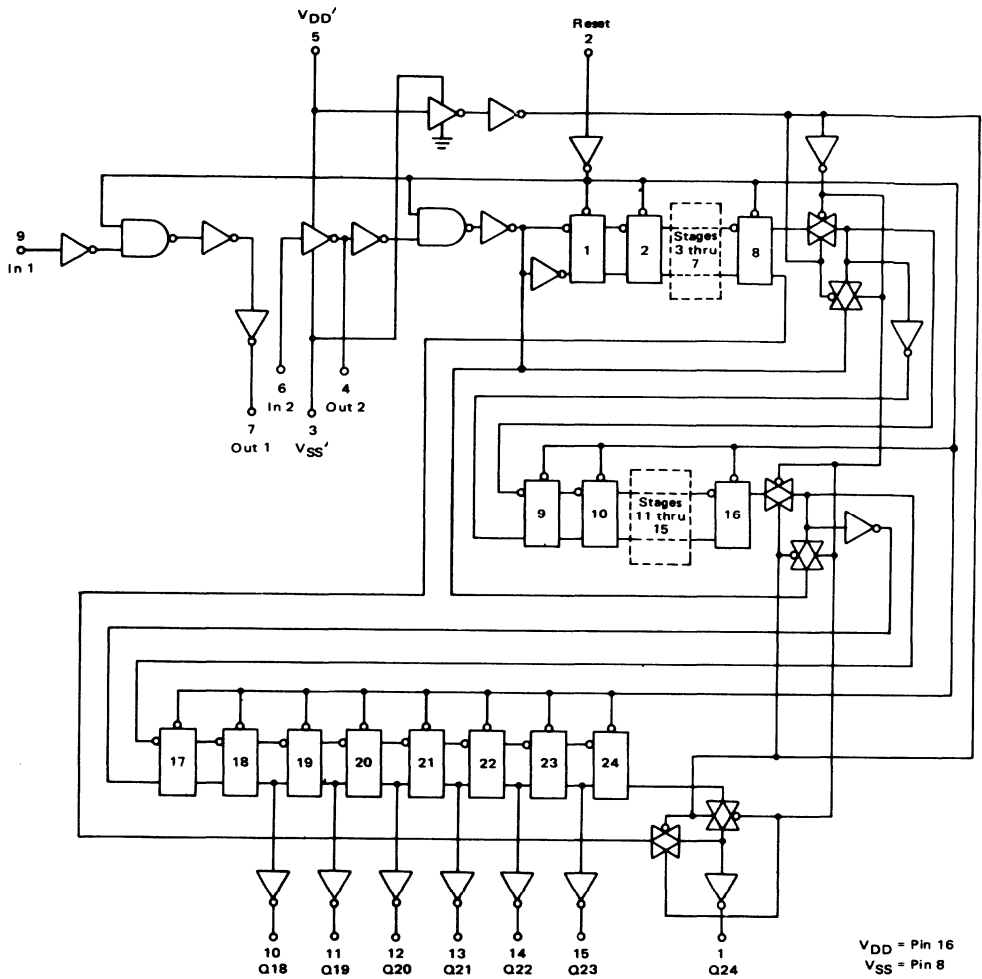 VDD′
5
Reset
2
9
In 1
1
2
Stages
3 thru
7
8
6
In 2
4
Out 2
7
Out 1
3
VSS′
9
10
Stages
11 thru
15
16
17
18
19
20
21
22
23
24
10
Q18
11
Q19
12
Q20
13
Q21
14
Q22
15
Q23
1
Q24
VDD = Pin 16
VSS = Pin 8